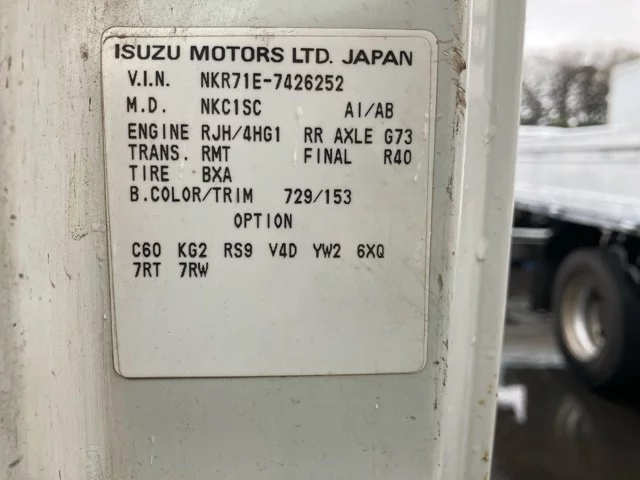 ISUZU MOTORS LTD. JAPAN
V.I.N. NKR71E-7426252
M.D. NKC1SC AI/AB
ENGINE RJH/4HG1 RR AXLE G73
TRANS. RMT FINAL R40
TIRE BXA
B.COLOR/TRIM 729/153
OPTION
C60 KG2 RS9 V4D YW2 6XQ
7RT 7RW